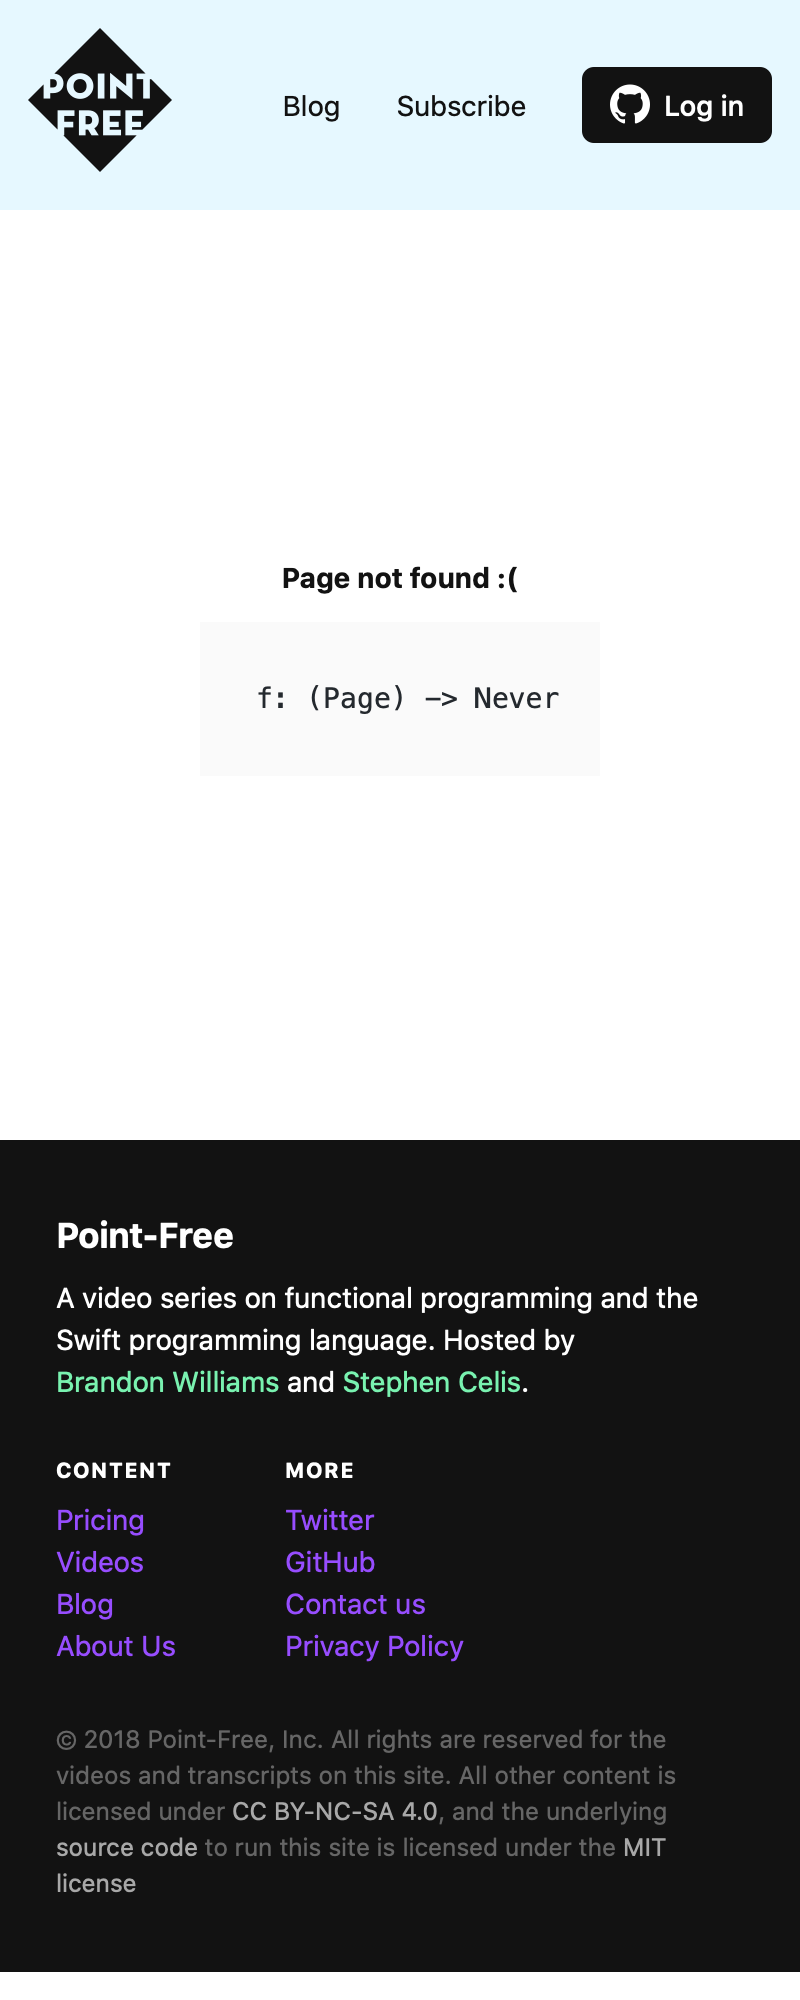 POINT
FREE
Blog
Subscribe
Log in
Page not found :(
f: (Page) -> Never
Point-Free
A video series on functional programming and the
Swift programming language. Hosted by
Brandon Williams and Stephen Celis.
CONTENT
Pricing
Videos
Blog
About Us
MORE
Twitter
GitHub
Contact us
Privacy Policy
© 2018 Point-Free, Inc. All rights are reserved for the
videos and transcripts on this site. All other content is
licensed under CC BY-NC-SA 4.0, and the underlying
source code to run this site is licensed under the MIT
license